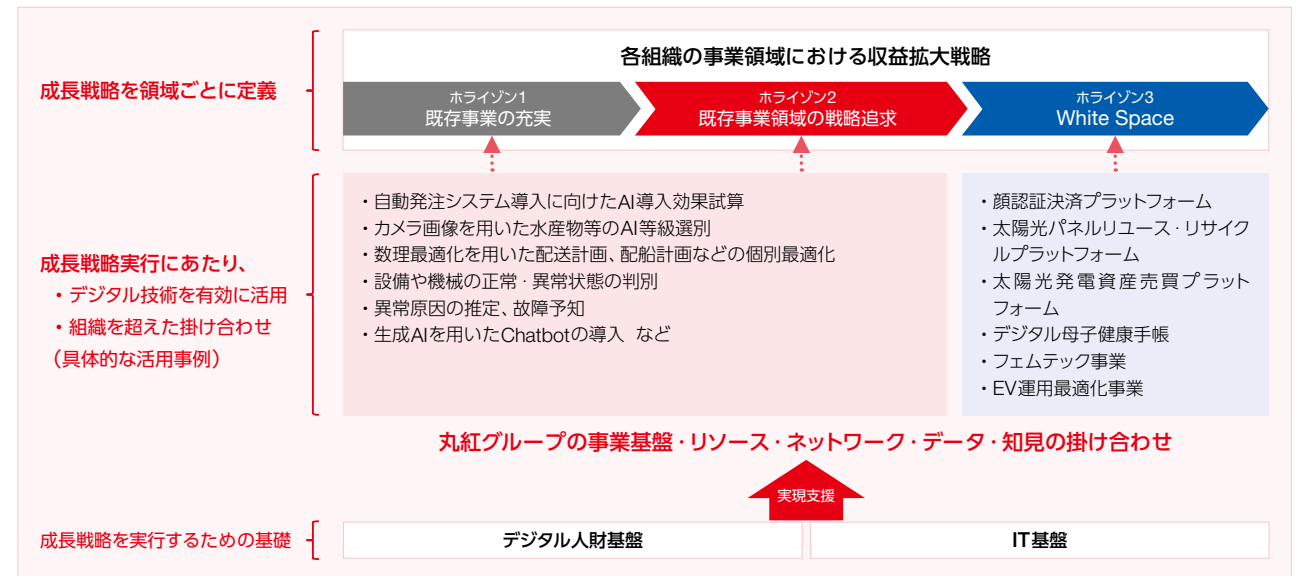 各組織の事業領域における収益拡大戦略
成長戦略を領域ごとに定義
ホライゾン1
既存事業の充実
ホライゾン2
既存事業領域の戦略追求
ホライゾン3
White Space
成長戦略実行にあたり、
・デジタル技術を有効に活用
・組織を超えた掛け合わせ
（具体的な活用事例）
・自動発注システム導入に向けたAI導入効果試算
・カメラ画像を用いた水産物等のAI等級選別
・数理最適化を用いた配送計画、配船計画などの個別最適化
・設備や機械の正常・異常状態の判別
・異常原因の推定、故障予知
・生成AIを用いたChatbotの導入 など
・顔認証決済プラットフォーム
・太陽光パネルリユース・リサイク
ルプラットフォーム
・太陽光発電資産売買プラット
フォーム
・デジタル母子健康手帳
・フェムテック事業
・EV運用最適化事業
丸紅グループの事業基盤・リソース・ネットワーク・データ・知見の掛け合わせ
実現支援
成長戦略を実行するための基礎
デジタル人財基盤
IT基盤